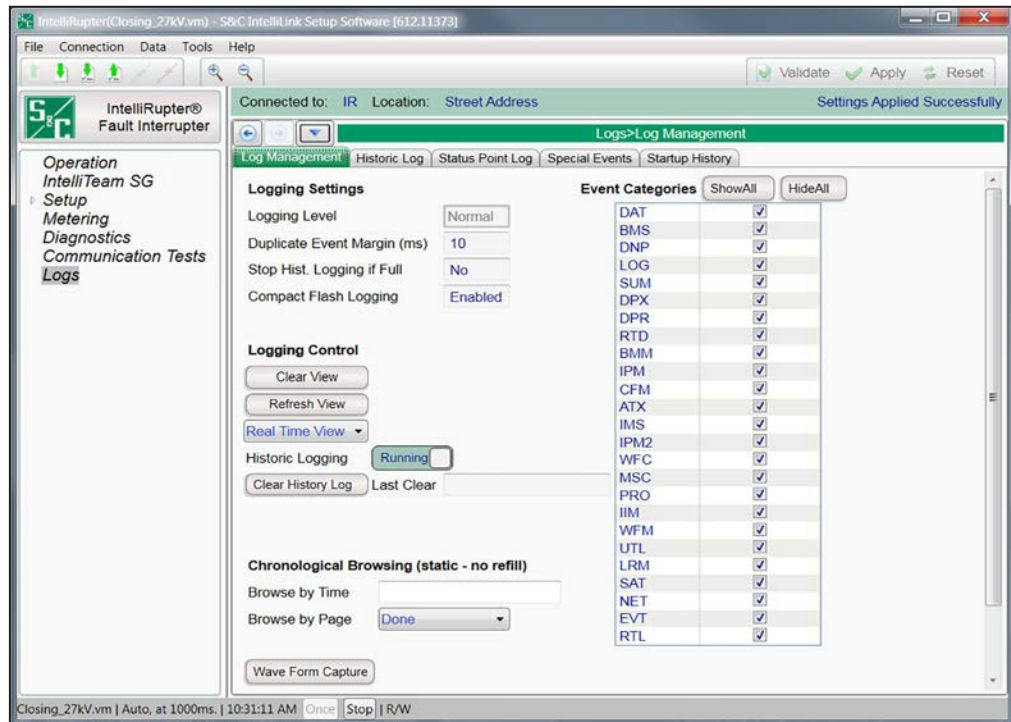 IntelliRupter(Closing_27kV.vm) - S&C IntelliLink Setup Software [612.11373]
File Connection Data Tools Help
Validate Apply Reset
S&C
IntelliRupter®
Fault Interrupter
Connected to: IR Location: Street Address Settings Applied Successfully
Logs>Log Management
Log Management Historic Log Status Point Log Special Events Startup History
Operation
IntelliTeam SG
Setup
Metering
Diagnostics
Communication Tests
Logs
Logging Settings
Logging Level Normal
Duplicate Event Margin (ms) 10
Stop Hist. Logging if Full No
Compact Flash Logging Enabled
Logging Control
Clear View
Refresh View
Real Time View
Historic Logging Running
Clear History Log Last Clear
Chronological Browsing (static - no refill)
Browse by Time
Browse by Page Done
Wave Form Capture
Event Categories ShowAll HideAll
DAT
BMS
DNP
LOG
SUM
DPX
DPR
RTD
BMM
IPM
CFM
ATX
IMS
IPM2
WFC
MSC
PRO
IIM
WFM
UTL
LRM
SAT
NET
EVT
RTL
Closing_27kV.vm | Auto, at 1000ms. | 10:31:11 AM Once Stop | R/W